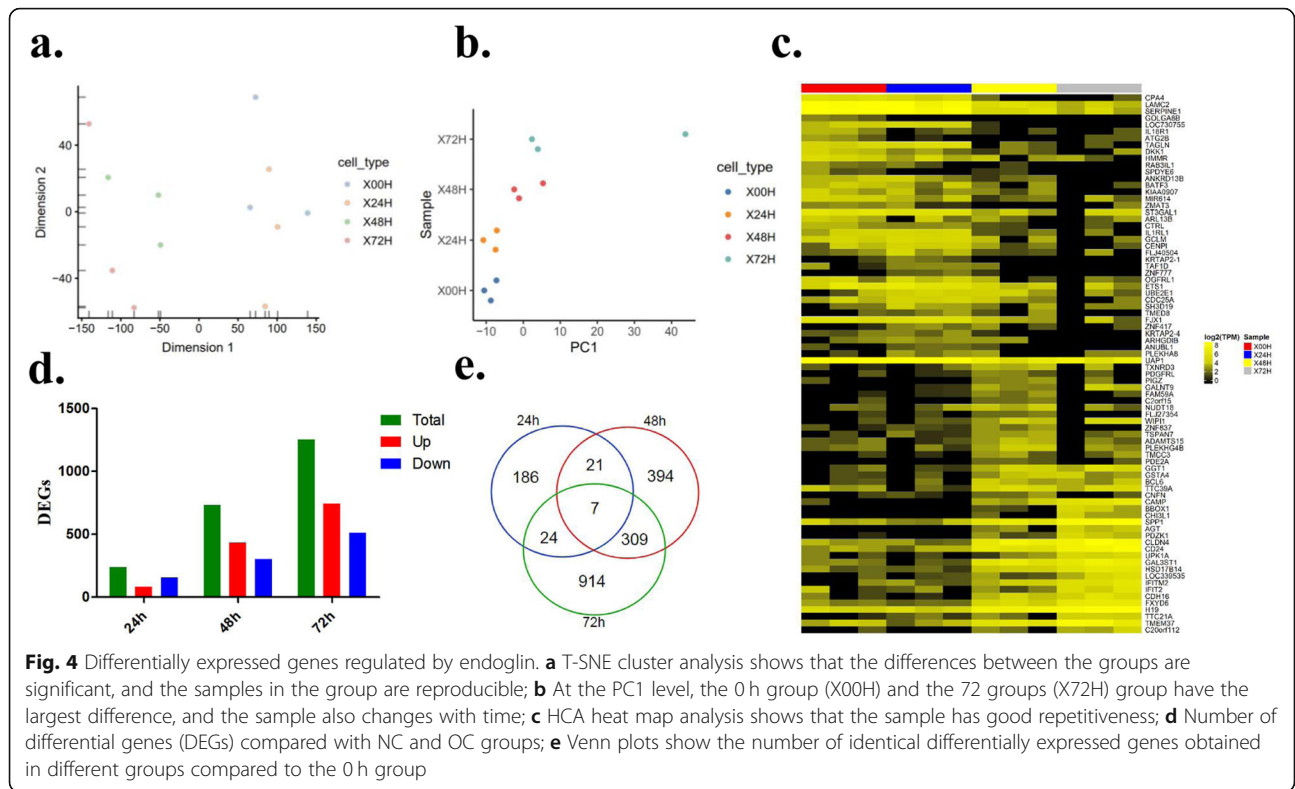 a.
b.
c.
Dimension 2
40
0
−40
−150
−100
−50
0
50
100
150
Dimension 1
cell_type
X00H
X24H
X48H
X72H
Sample
X72H
X48H
X24H
X00H
−10
0
10
20
30
40
PC1
cell_type
X00H
X24H
X48H
X72H
CPA4
LAMC2
SERPINE1
GOLGA8B
LOC730755
IL18R1
ATG2B
TAGLN
DKK1
HMMR
RAB3IL1
SPDYE6
ANKRD13B
BATF3
KIAA0907
MIR614
ZMAT3
ST3GAL1
ARL13B
CTRL
IL1RL1
GCLM
CENPI
FLJ40504
KRTAP2-1
TAF1D
ZNF777
OGFRL1
ETS1
UBE2E1
CDC25A
SH3D19
TMED8
FJX1
ZNF417
KRTAP2-4
ARHGDIB
ANUBL1
PLEKHA8
UAP1
TXNRD3
PDGFRL
PIGZ
GALNT9
FAM59A
C2orf15
NUDT18
FLJ27354
WIPI1
ZNF837
TSPAN7
ADAMTS15
PLEKHG4B
TMCC3
PDE2A
GGT1
GSTA4
BCL6
TTC39A
CNFN
CAMP
BBOX1
CHI3L1
SPP1
AGT
PDZK1
CLDN4
CD24
UPK1A
GAL3ST1
HSD17B14
LOC339535
IFITM2
IFIT2
CDH16
FXYD6
H19
TTC21A
TMEM37
C20orf112
log2(TPM)
8
6
4
2
0
Sample
X00H
X24H
X48H
X72H
d.
DEGs
1500
1000
500
0
24h
48h
72h
Total
Up
Down
e.
24h
48h
186
21
394
7
24
309
914
72h
Fig. 4 Differentially expressed genes regulated by endoglin. a T-SNE cluster analysis shows that the differences between the groups are
significant, and the samples in the group are reproducible; b At the PC1 level, the 0 h group (X00H) and the 72 groups (X72H) group have the
largest difference, and the sample also changes with time; c HCA heat map analysis shows that the sample has good repetitiveness; d Number of
differential genes (DEGs) compared with NC and OC groups; e Venn plots show the number of identical differentially expressed genes obtained
in different groups compared to the 0 h group